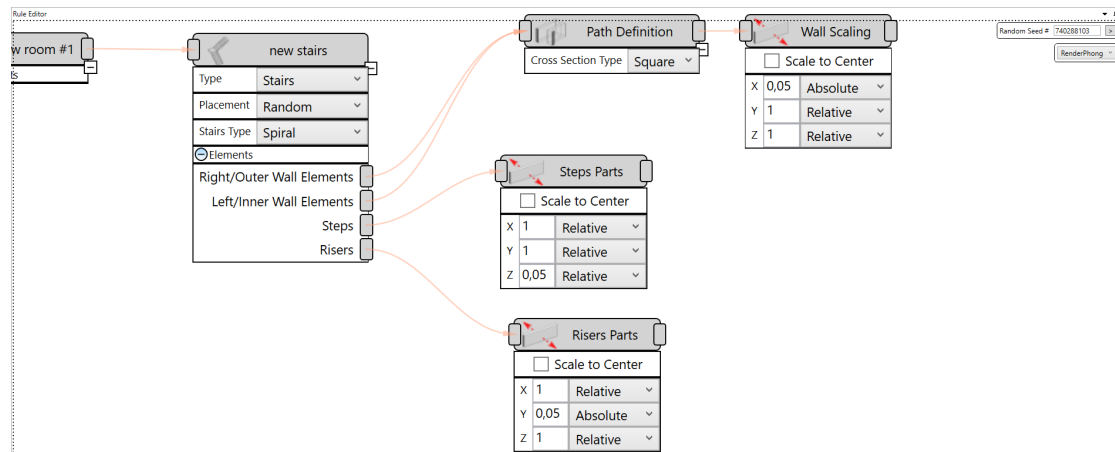 Rule Editor
w room #1
new stairs
Type Stairs
Placement Random
Stairs Type Spiral
Elements
Right/Outer Wall Elements
Left/Inner Wall Elements
Steps
Risers
Path Definition
Cross Section Type Square
Wall Scaling
Scale to Center
X 0,05 Absolute
Y 1 Relative
Z 1 Relative
Random Seed # 740288103 >
RenderPhong
Steps Parts
Scale to Center
X 1 Relative
Y 1 Relative
Z 0,05 Relative
Risers Parts
Scale to Center
X 1 Relative
Y 0,05 Absolute
Z 1 Relative